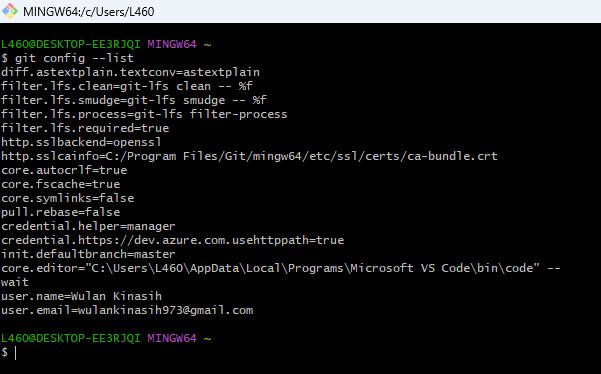 MINGW64:/c/Users/L460
L460@DESKTOP-EE3RJQI MINGW64 ~
$ git config --list
diff.astextplain.textconv=astextplain
filter.lfs.clean=git-lfs clean -- %f
filter.lfs.smudge=git-lfs smudge -- %f
filter.lfs.process=git-lfs filter-process
filter.lfs.required=true
http.sslbackend=openssl
http.sslcainfo=C:/Program Files/Git/mingw64/etc/ssl/certs/ca-bundle.crt
core.autocrlf=true
core.fscache=true
core.symlinks=false
pull.rebase=false
credential.helper=manager
credential.https://dev.azure.com.usehttppath=true
init.defaultbranch=master
core.editor="C:\Users\L460\AppData\Local\Programs\Microsoft VS Code\bin\code" --
wait
user.name=Wulan Kinasih
user.email=wulankinasih973@gmail.com
L460@DESKTOP-EE3RJQI MINGW64 ~
$